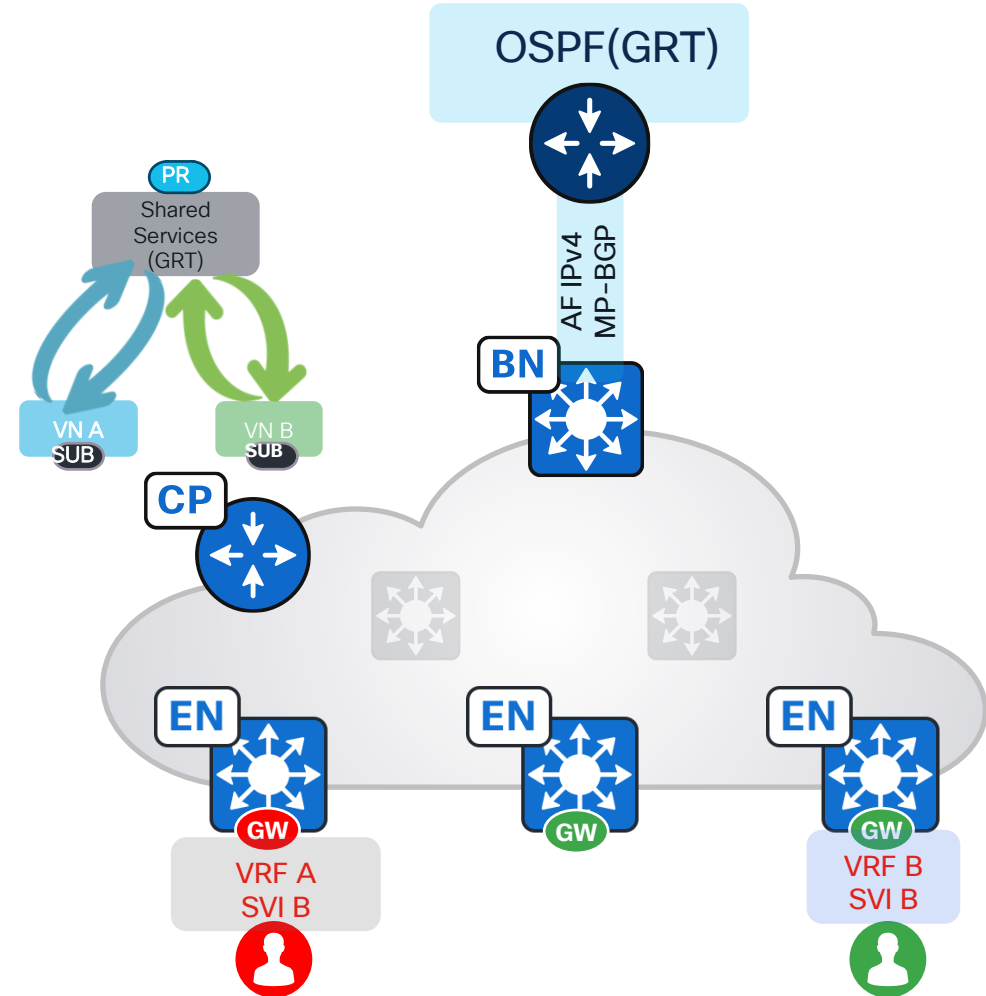 OSPF(GRT)
PR
Shared
Services
(GRT)
AF IPv4
MP-BGP
BN
VN A
SUB
VN B
SUB
CP
EN
EN
EN
GW
GW
GW
VRF A
SVI B
VRF B
SVI B